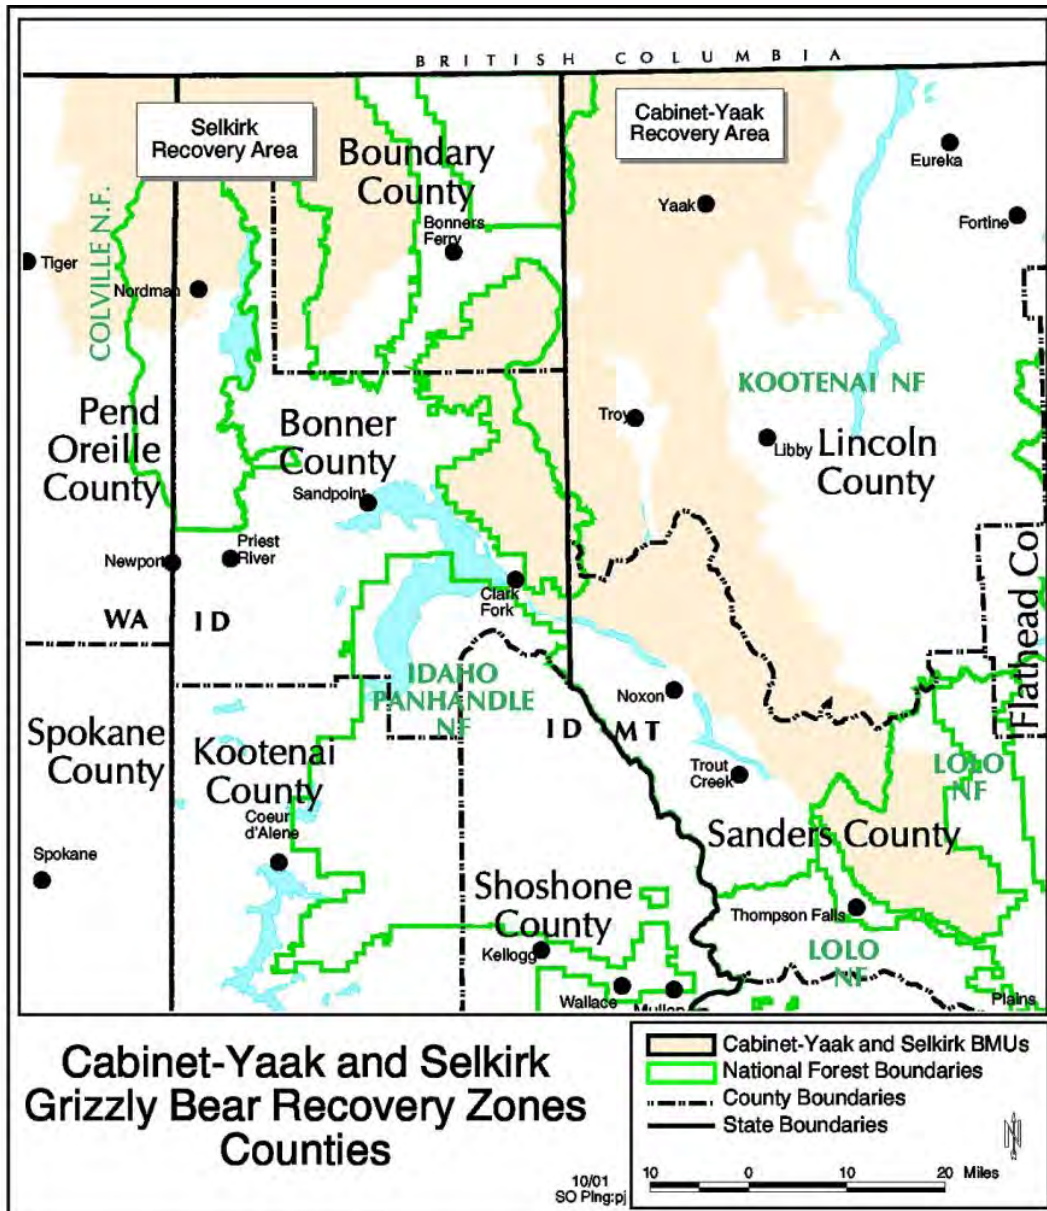 BRITISH COLUMBIA
Selkirk
Recovery Area
Cabinet-Yaak
Recovery Area
Boundary
County
Eureka
Yaak
Fortine
Bonners
Ferry
COLVILLE N.F.
Tiger
Nordman
KOOTENAI NF
Pend
Oreille
County
Bonner
County
Troy
Libby
Lincoln
County
Sandpoint
Newport
Priest
River
Clark
Fork
Flathead Co
WA
ID
IDAHO
PANHANDLE
NF
Noxon
ID
MT
Spokane
County
Kootenai
County
Trout
Creek
LOLO
NF
Coeur
d'Alene
Sanders County
Spokane
Shoshone
County
Thompson Falls
Kellogg
LOLO
NF
Wallace
Mullan
Plains
Cabinet-Yaak and Selkirk
Grizzly Bear Recovery Zones
Counties
10/01
SO Plng:pj
Cabinet-Yaak and Selkirk BMUs
National Forest Boundaries
County Boundaries
State Boundaries
N
10 0 10 20 Miles